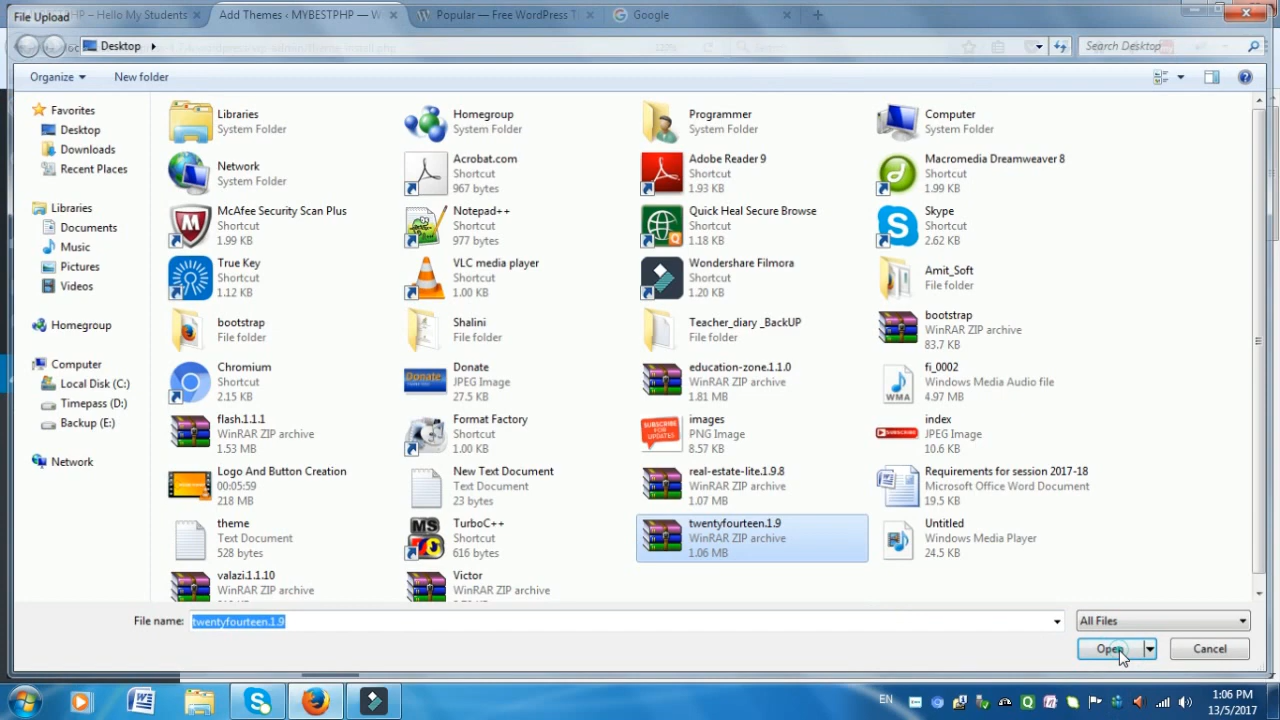 File Upload
– Hello My Students
Add Themes ‹ MYBESTPHP — W
Popular — Free WordPress T
Google
Desktop
Search Desktop
Organize
New folder
Favorites
Desktop
Downloads
Recent Places
Libraries
Documents
Music
Pictures
Videos
Homegroup
Computer
Local Disk (C:)
Timepass (D:)
Backup (E:)
Network
Libraries
System Folder
Homegroup
System Folder
Programmer
System Folder
Computer
System Folder
Network
System Folder
Acrobat.com
Shortcut
967 bytes
Adobe Reader 9
Shortcut
1.93 KB
Macromedia Dreamweaver 8
Shortcut
1.99 KB
McAfee Security Scan Plus
Shortcut
1.99 KB
Notepad++
Shortcut
977 bytes
Quick Heal Secure Browse
Shortcut
1.18 KB
Skype
Shortcut
2.62 KB
True Key
Shortcut
1.12 KB
VLC media player
Shortcut
1.00 KB
Wondershare Filmora
Shortcut
1.20 KB
Amit_Soft
File folder
bootstrap
File folder
Shalini
File folder
Teacher_diary _BackUP
File folder
bootstrap
WinRAR ZIP archive
83.7 KB
Chromium
Shortcut
2.15 KB
Donate
Donate
JPEG Image
27.5 KB
education-zone.1.1.0
WinRAR ZIP archive
1.81 MB
WMA
fi_0002
Windows Media Audio file
4.97 MB
flash.1.1.1
WinRAR ZIP archive
1.53 MB
Format Factory
Shortcut
1.00 KB
SUBSCRIBE
FOR
UPDATES!
images
PNG Image
8.57 KB
SUBSCRIBE
index
JPEG Image
10.6 KB
Logo And Button Creation
00:05:59
218 MB
New Text Document
Text Document
23 bytes
real-estate-lite.1.9.8
WinRAR ZIP archive
1.07 MB
Requirements for session 2017-18
Microsoft Office Word Document
19.5 KB
theme
Text Document
528 bytes
MS
TurboC++
Shortcut
616 bytes
twentyfourteen.1.9
WinRAR ZIP archive
1.06 MB
Untitled
Windows Media Player
24.5 KB
valazi.1.1.10
WinRAR ZIP archive
Victor
WinRAR ZIP archive
File name:
twentyfourteen.1.9
All Files
Open
Cancel
EN
1:06 PM
13/5/2017